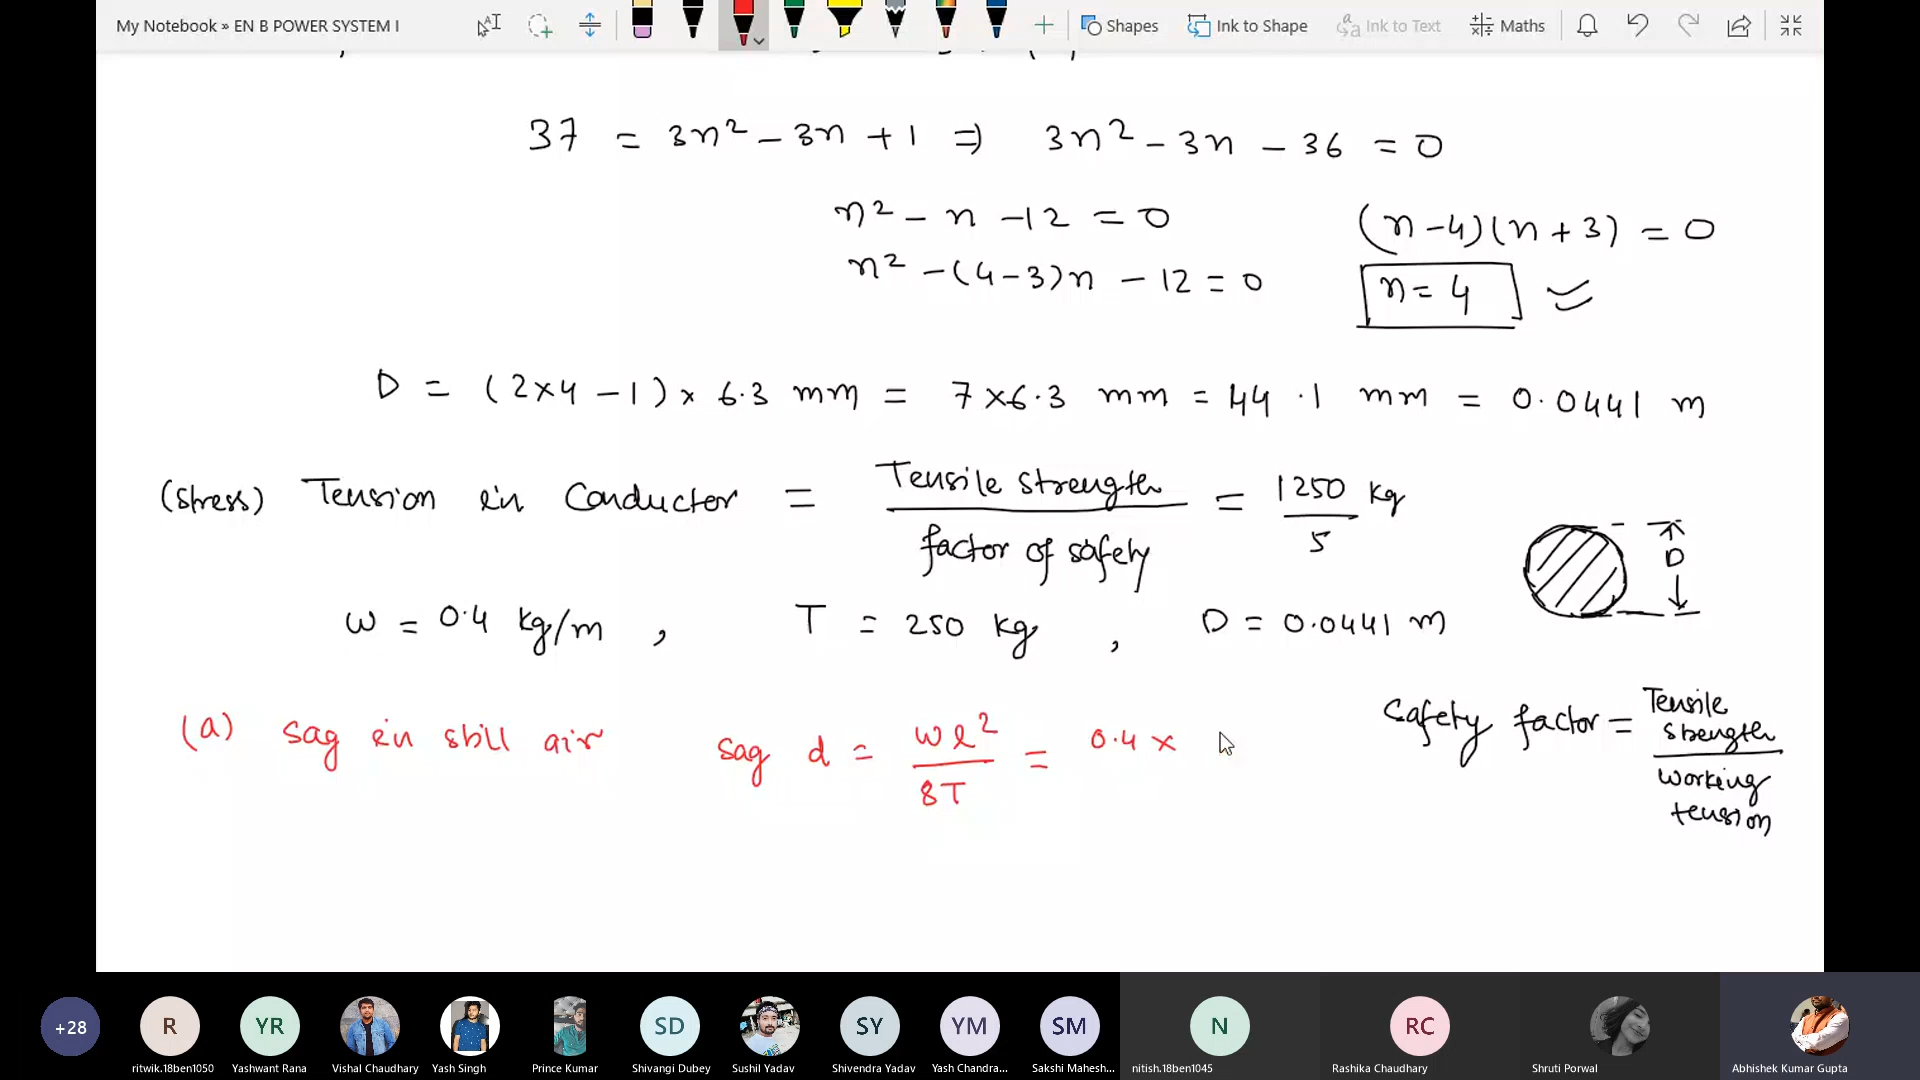 My Notebook » EN B POWER SYSTEM I
Shapes
Ink to Shape
Ink to Text
Maths
37 = 3n² - 3n + 1 ⇒ 3n² - 3n - 36 = 0
n² - n - 12 = 0
(n-4)(n+3) = 0
n² - (4-3)n - 12 = 0
n = 4
D = (2×4 - 1) × 6.3 mm = 7×6.3 mm = 44.1 mm = 0.0441 m
(Stress) Tension in Conductor = Tensile strength / factor of safety = 1250 / 5 kg
D
w = 0.4 kg/m , T = 250 kg , D = 0.0441 m
(a) Sag in still air
sag d = wl² / 8T = 0.4 ×
Safety factor = Tensile strength / working tension
+28
R
YR
SD
SY
YM
SM
N
RC
ritwik.18ben1050
Yashwant Rana
Vishal Chaudhary
Yash Singh
Prince Kumar
Shivangi Dubey
Sushil Yadav
Shivendra Yadav
Yash Chandra...
Sakshi Mahesh...
nitish.18ben1045
Rashika Chaudhary
Shruti Porwal
Abhishek Kumar Gupta